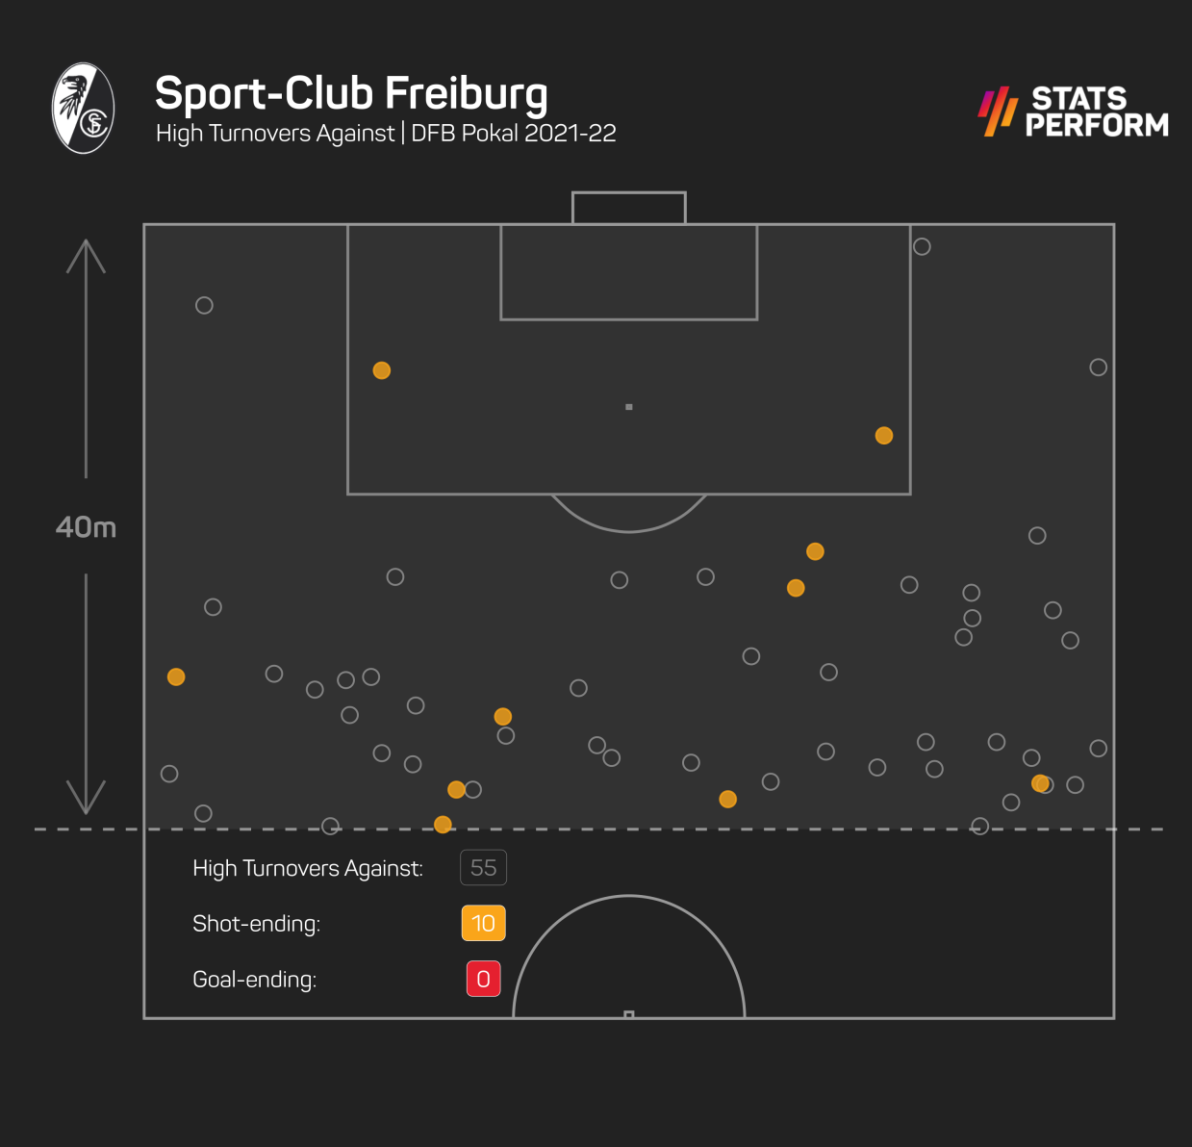 Sport-Club Freiburg
High Turnovers Against | DFB Pokal 2021-22
STATS
PERFORM
SC
40m
High Turnovers Against: 55
Shot-ending: 10
Goal-ending: 0